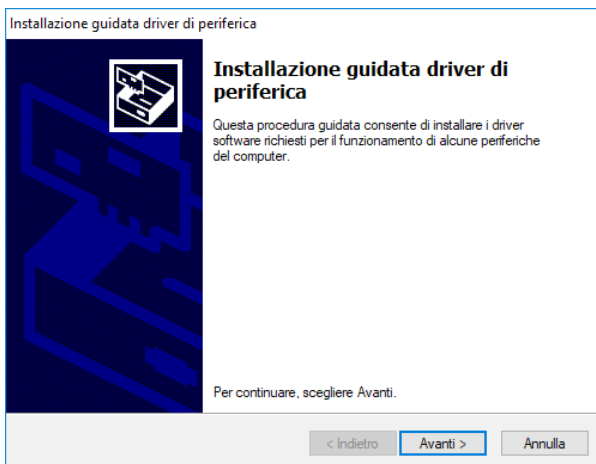 Installazione guidata driver di periferica
Installazione guidata driver di
periferica
Questa procedura guidata consente di installare i driver
software richiesti per il funzionamento di alcune periferiche
del computer.
Per continuare, scegliere Avanti.
< Indietro
Avanti >
Annulla